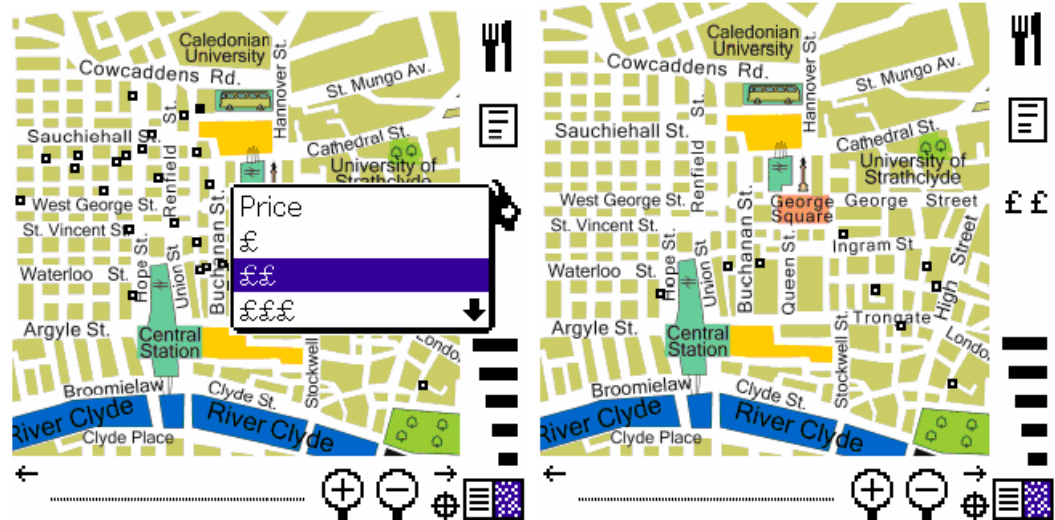 Caledonian
University
Cowcaddens Rd.
Hannover St.
St. Mungo Av.
St.
Sauchiehall St.
Cathedral St.
University of
Strathclyde
Renfield
West George St.
St. Vincent St.
Hope St.
Union St
Buchanan St.
Waterloo St.
Price
£
££
£££
Argyle St.
Central
Station
Stockwell
Londo.
Broomielaw
Clyde St.
River Clyde
River Clyde
Clyde Place
Caledonian
University
Cowcaddens Rd.
Hannover St.
St. Mungo Av.
St.
Sauchiehall St.
Cathedral St.
University of
Strathclyde
££
Renfield
West George St.
George
Square
George Street
St. Vincent St.
Hope St.
Union St
Buchanan St.
Queen St.
Ingram St
High Street
Waterloo St.
Argyle St.
Trongate
Central
Station
Stockwell St.
Londo.
Broomielaw
Clyde St.
River Clyde
River Clyde
Clyde Place